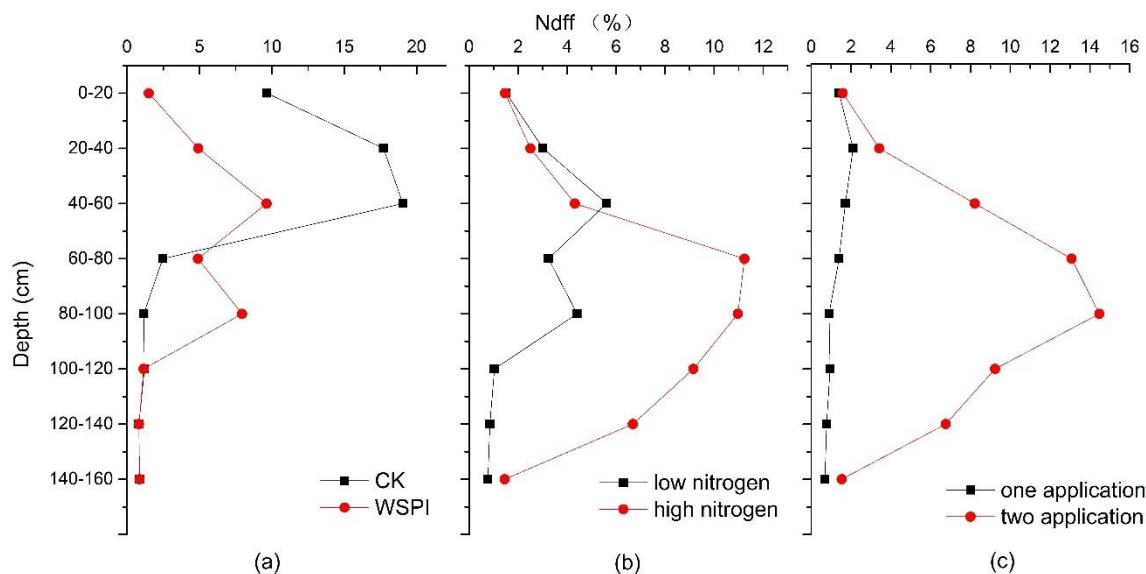 Ndff （%）
0 5 10 15 20
0 2 4 6 8 10 12
0 2 4 6 8 10 12 14 16
Depth (cm)
0-20
20-40
40-60
60-80
80-100
100-120
120-140
140-160
CK
WSPI
low nitrogen
high nitrogen
one application
two application
(a)
(b)
(c)